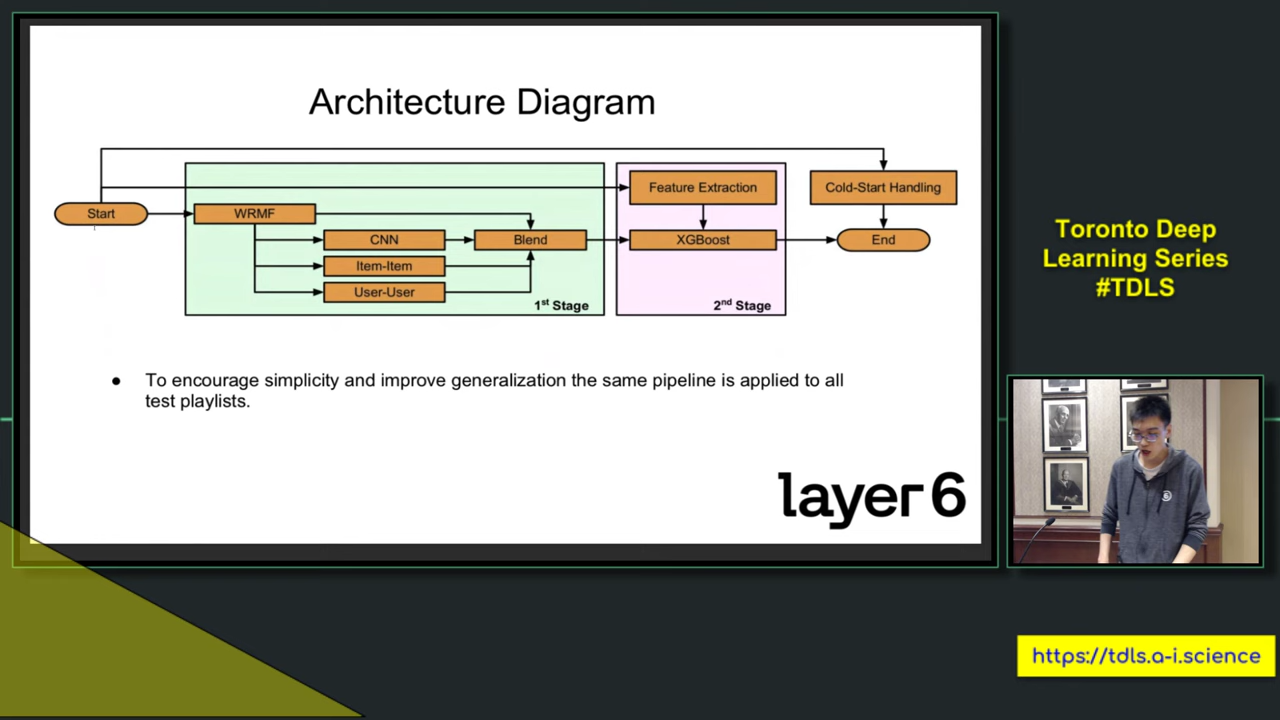 Architecture Diagram
Start
WRMF
CNN
Item-Item
User-User
Blend
1st Stage
Feature Extraction
XGBoost
2nd Stage
Cold-Start Handling
End
● To encourage simplicity and improve generalization the same pipeline is applied to all
test playlists.
layer 6
Toronto Deep
Learning Series
#TDLS
https://tdls.a-i.science